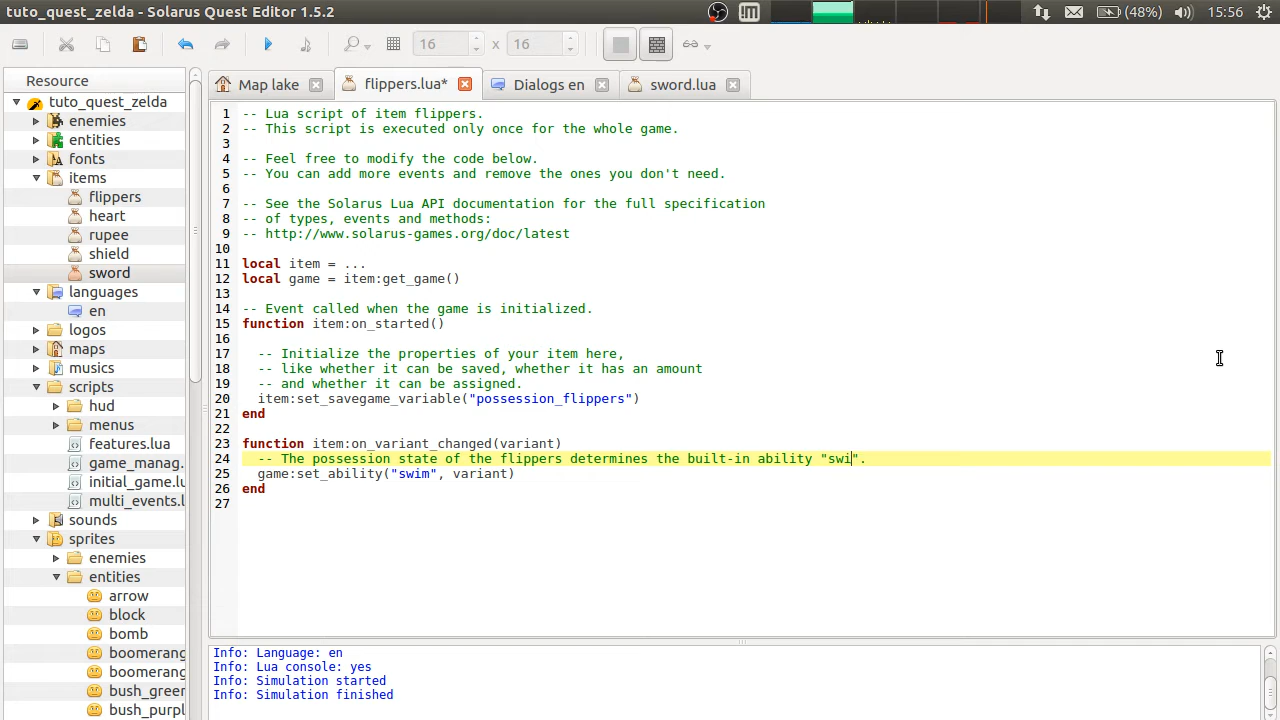 tuto_quest_zelda - Solarus Quest Editor 1.5.2
(48%) 15:56
16 x 16
Resource
Map lake
flippers.lua*
Dialogs en
sword.lua
tuto_quest_zelda
enemies
entities
fonts
items
flippers
heart
rupee
shield
sword
languages
en
logos
maps
musics
scripts
hud
menus
features.lua
game_manag.
initial_game.lu
multi_events.l
sounds
sprites
enemies
entities
arrow
block
bomb
boomerang
boomerang
bush_green
bush_purpl
1 -- Lua script of item flippers.
2 -- This script is executed only once for the whole game.
3
4 -- Feel free to modify the code below.
5 -- You can add more events and remove the ones you don't need.
6
7 -- See the Solarus Lua API documentation for the full specification
8 -- of types, events and methods:
9 -- http://www.solarus-games.org/doc/latest
10
11 local item = ...
12 local game = item:get_game()
13
14 -- Event called when the game is initialized.
15 function item:on_started()
16
17 -- Initialize the properties of your item here,
18 -- like whether it can be saved, whether it has an amount
19 -- and whether it can be assigned.
20 item:set_savegame_variable("possession_flippers")
21 end
22
23 function item:on_variant_changed(variant)
24 -- The possession state of the flippers determines the built-in ability "swi".
25 game:set_ability("swim", variant)
26 end
27
Info: Language: en
Info: Lua console: yes
Info: Simulation started
Info: Simulation finished